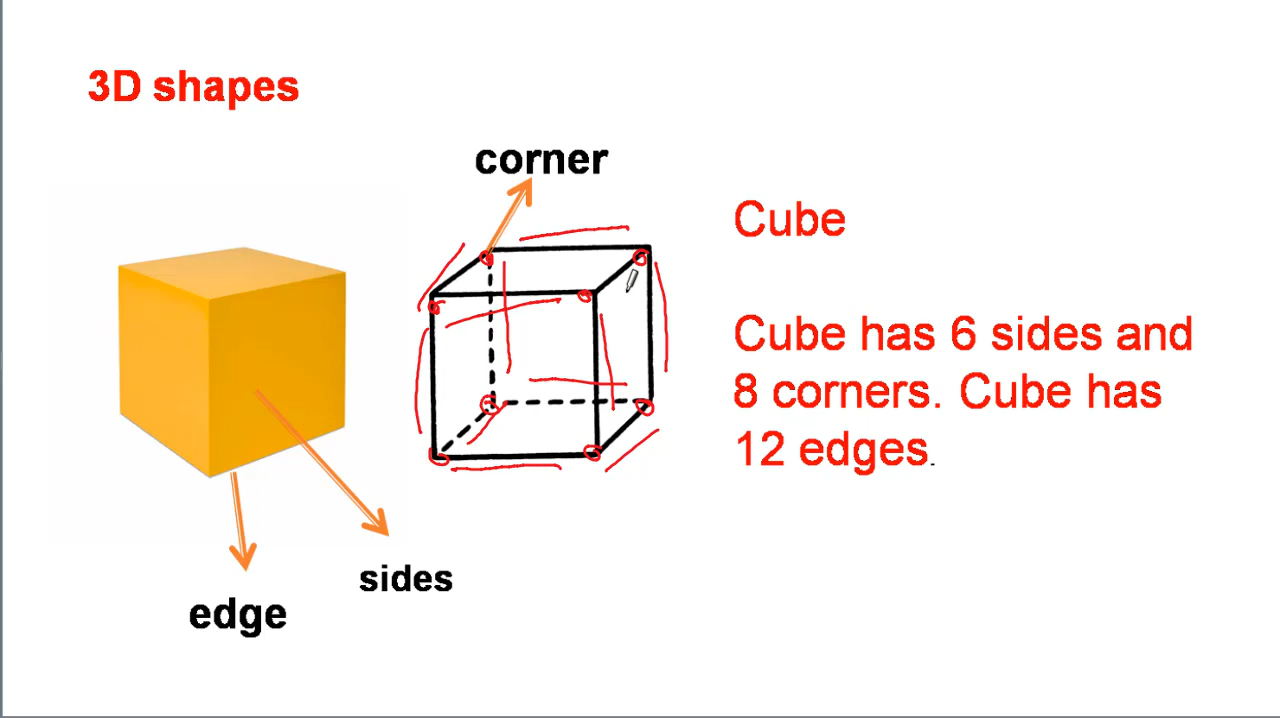 3D shapes
corner
Cube
Cube has 6 sides and
8 corners. Cube has
12 edges.
sides
edge